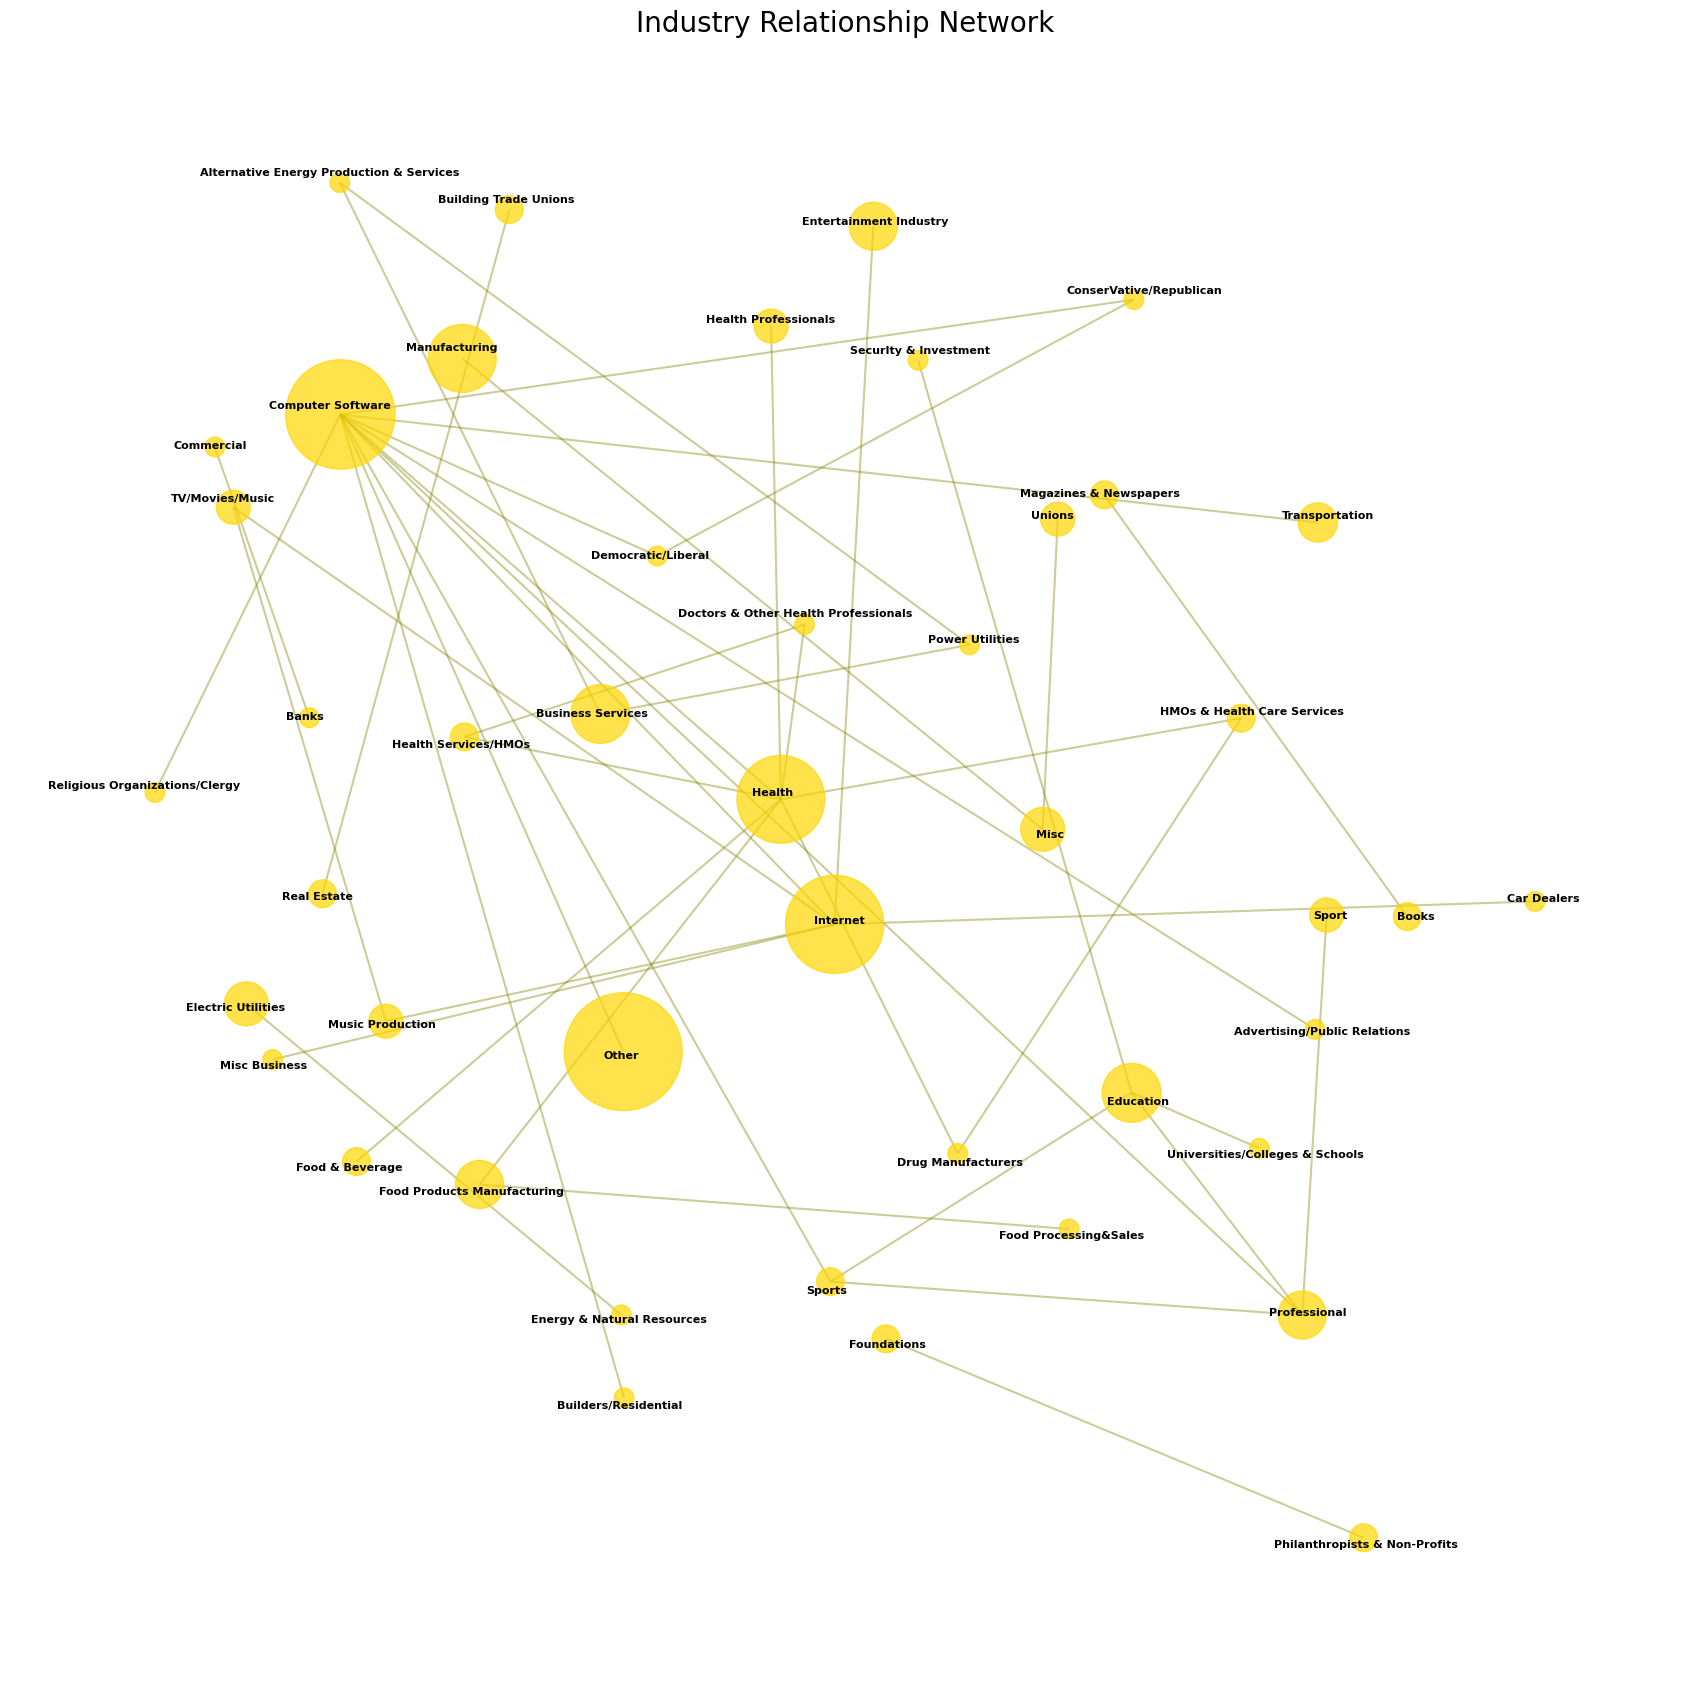 Industry Relationship Network
Alternative Energy Production & Services
Building Trade Unions
Entertainment Industry
ConserVative/Republican
Health Professionals
Manufacturing
SecurIty & Investment
Computer Software
Commercial
TV/Movies/Music
Magazines & Newspapers
Unions
Transportation
Democratic/Liberal
Doctors & Other Health Professionals
Power Utilities
Business Services
HMOs & Health Care Services
Banks
Health Services/HMOs
Religious Organizations/Clergy
Health
Misc
Real Estate
Car Dealers
Internet
Sport
Books
Electric Utilities
Music Production
Advertising/Public Relations
Other
Misc Business
Education
Universities/Colleges & Schools
Drug Manufacturers
Food & Beverage
Food Products Manufacturing
Food Processing&Sales
Sports
Professional
Energy & Natural Resources
Foundations
Builders/Residential
Philanthropists & Non-Profits